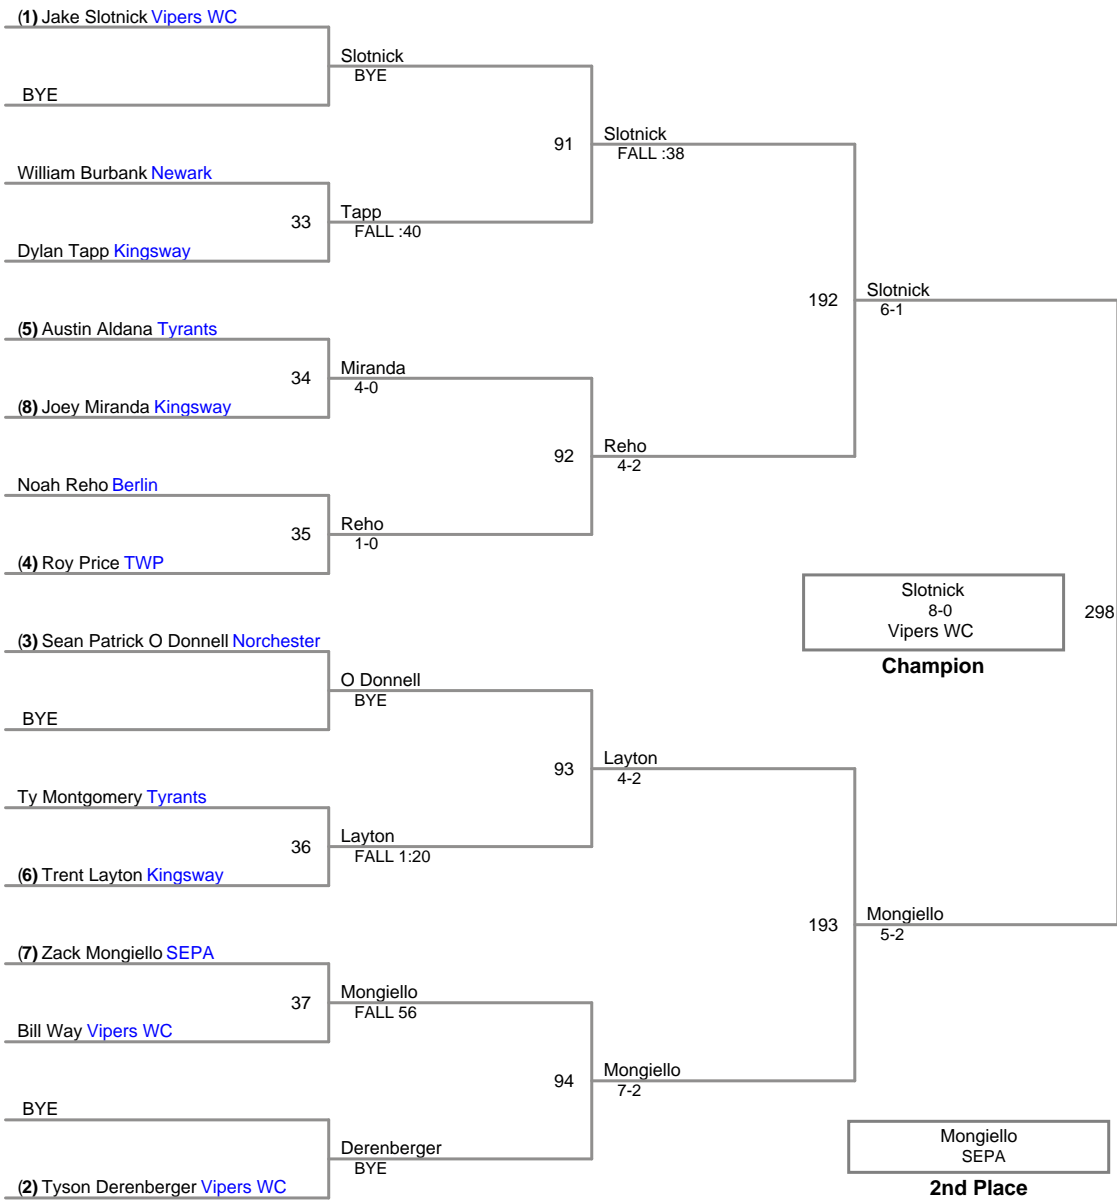 (1) Jake Slotnick Vipers WC
BYE
William Burbank Newark
33
Dylan Tapp Kingsway
(5) Austin Aldana Tyrants
34
(8) Joey Miranda Kingsway
Noah Reho Berlin
35
(4) Roy Price TWP
(3) Sean Patrick O Donnell Norchester
BYE
Ty Montgomery Tyrants
36
(6) Trent Layton Kingsway
(7) Zack Mongiello SEPA
37
Bill Way Vipers WC
BYE
(2) Tyson Derenberger Vipers WC
Slotnick
BYE
91
Tapp
FALL :40
Miranda
4-0
92
Reho
1-0
O Donnell
BYE
93
Layton
FALL 1:20
Mongiello
FALL 56
94
Derenberger
BYE
Slotnick
FALL :38
192
Reho
4-2
Layton
4-2
193
Mongiello
7-2
Slotnick
6-1
298
Mongiello
5-2
Slotnick
8-0
Vipers WC
Champion
Mongiello
SEPA
2nd Place